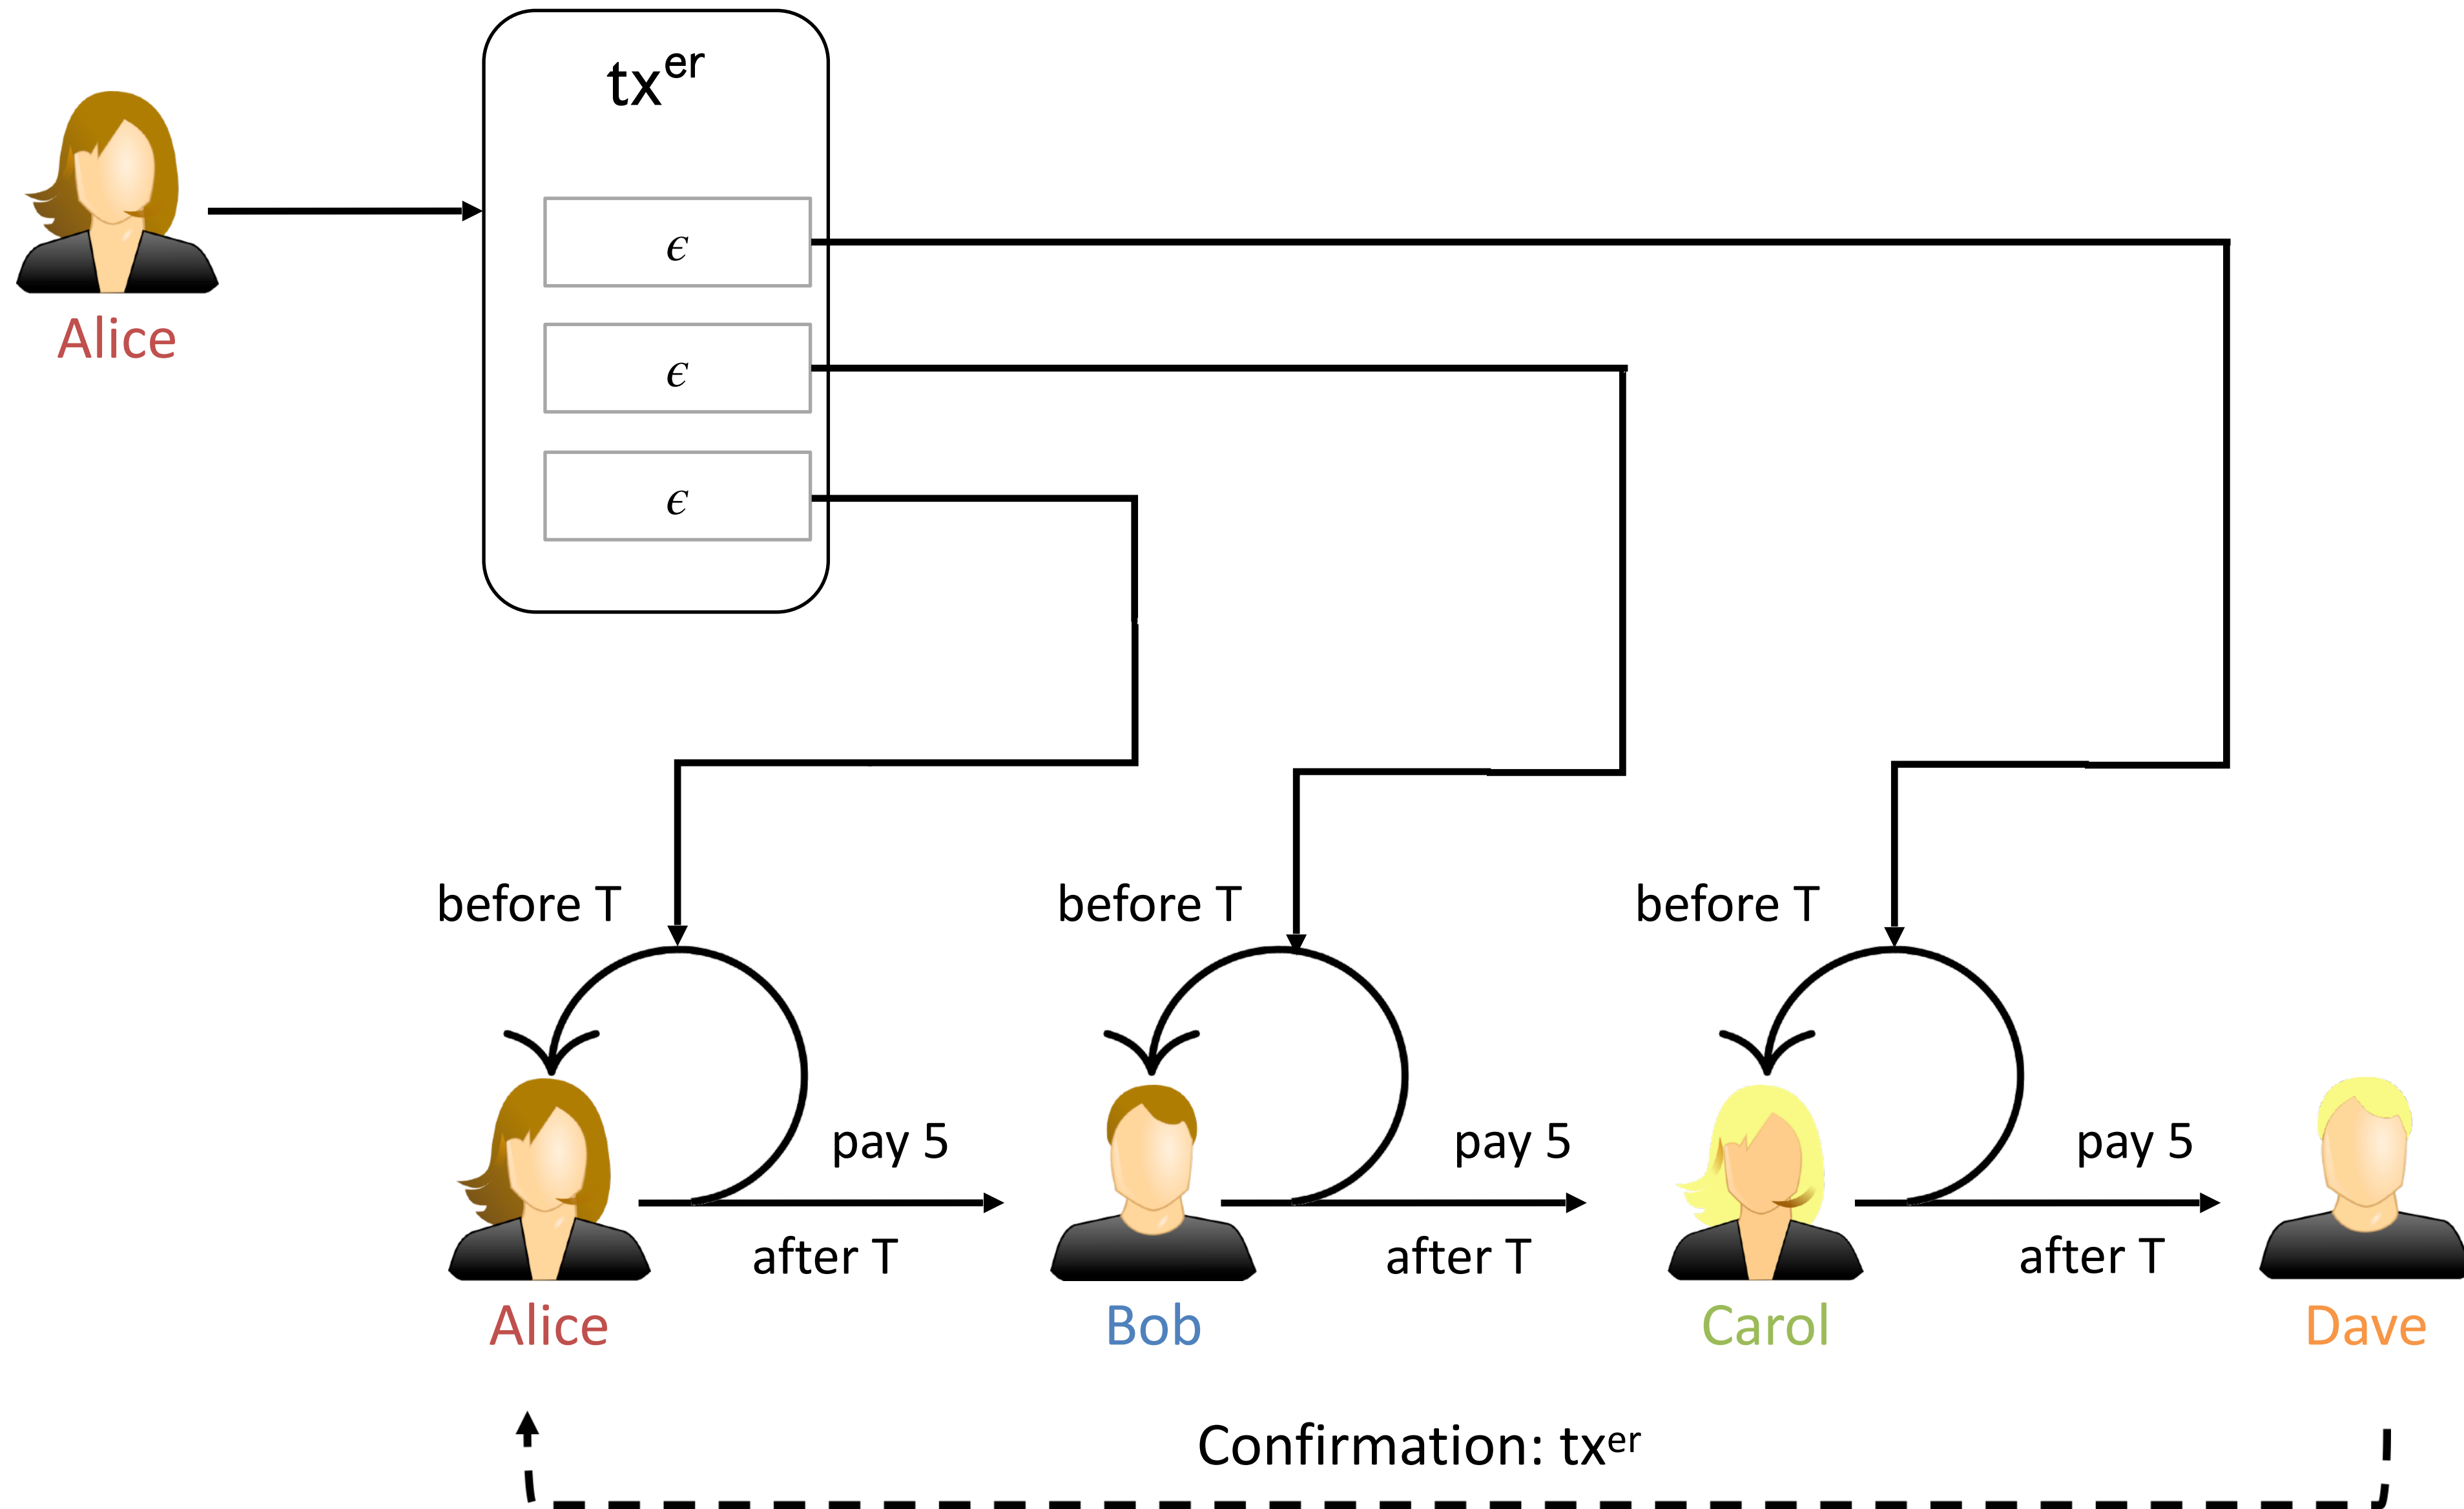 tx^er
ϵ
ϵ
ϵ
Alice
before T
before T
before T
pay 5
pay 5
pay 5
after T
after T
after T
Alice
Bob
Carol
Dave
Confirmation: tx^er